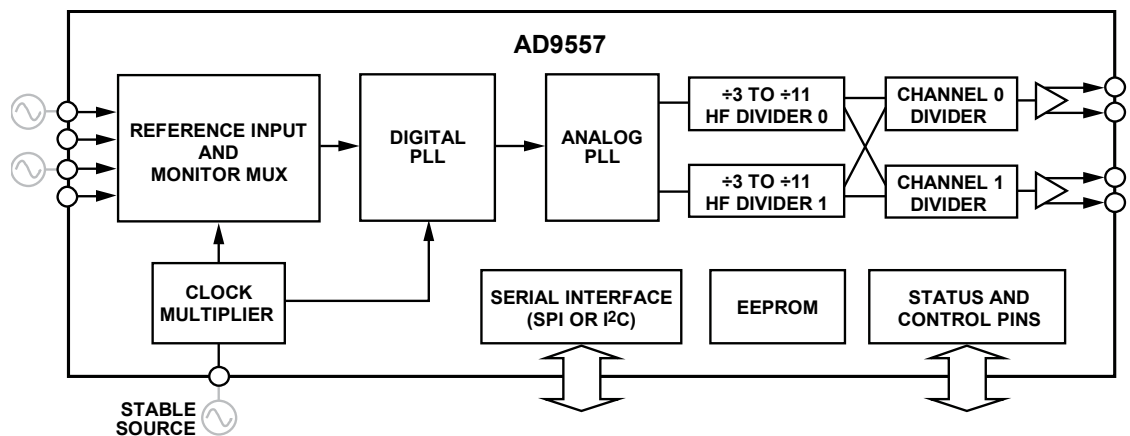 AD9557
REFERENCE INPUT
AND
MONITOR MUX
DIGITAL
PLL
ANALOG
PLL
÷3 TO ÷11
HF DIVIDER 0
÷3 TO ÷11
HF DIVIDER 1
CHANNEL 0
DIVIDER
CHANNEL 1
DIVIDER
CLOCK
MULTIPLIER
SERIAL INTERFACE
(SPI OR I²C)
EEPROM
STATUS AND
CONTROL PINS
STABLE
SOURCE